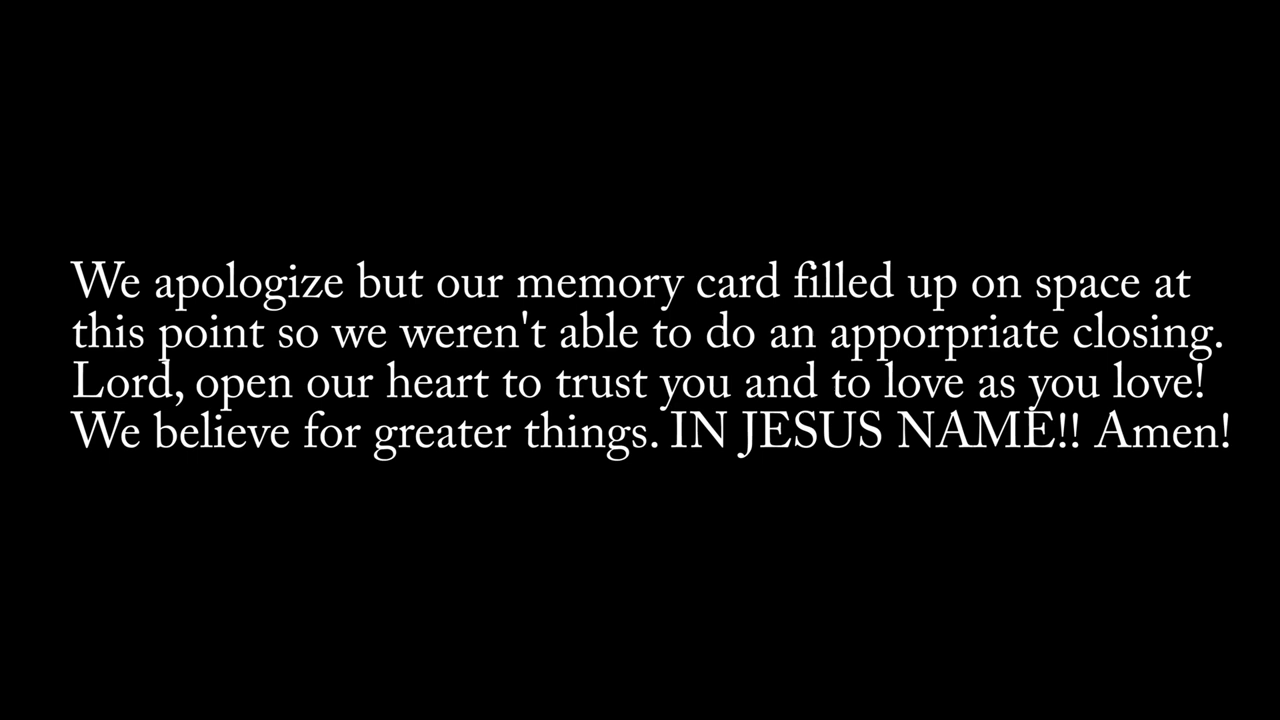 We apologize but our memory card filled up on space at
this point so we weren't able to do an apporpriate closing.
Lord, open our heart to trust you and to love as you love!
We believe for greater things. IN JESUS NAME!! Amen!